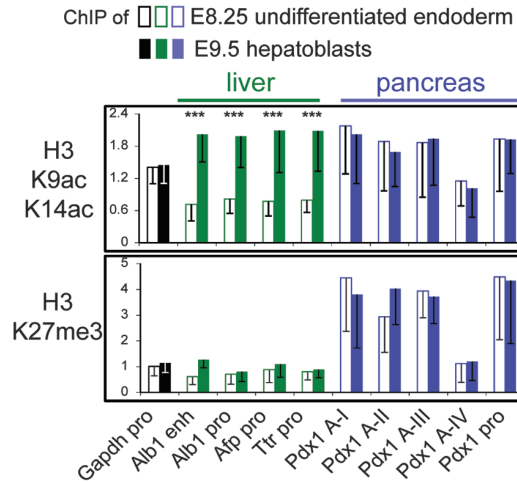 ChIP of E8.25 undifferentiated endoderm
E9.5 hepatoblasts
liver pancreas
H3
K9ac
K14ac
2.4
1.8
1.2
0.6
0
*** *** *** ***
H3
K27me3
5
4
3
2
1
0
Gapdh pro
Alb1 enh
Alb1 pro
Afp pro
Ttr pro
Pdx1 A-I
Pdx1 A-II
Pdx1 A-III
Pdx1 A-IV
Pdx1 pro